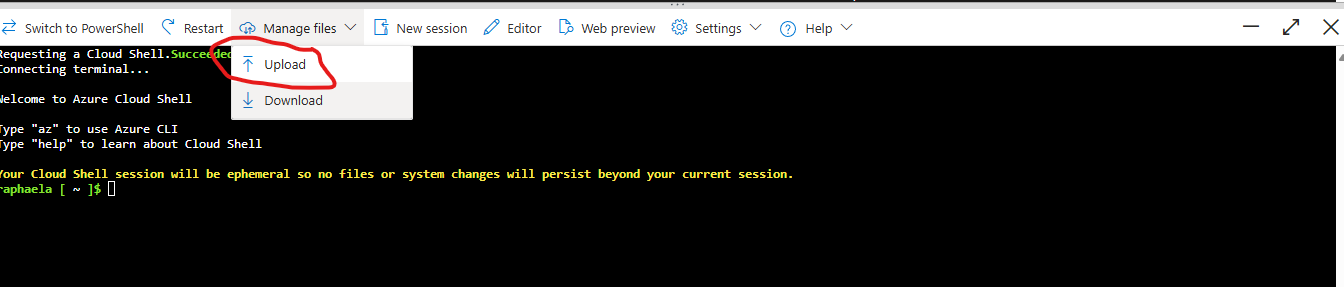 Switch to PowerShell Restart Manage files New session Editor Web preview Settings Help
Requesting a Cloud Shell.Succeeded
Upload
Connecting terminal...
Download
Welcome to Azure Cloud Shell
Type "az" to use Azure CLI
Type "help" to learn about Cloud Shell
Your Cloud Shell session will be ephemeral so no files or system changes will persist beyond your current session.
raphaela [ ~ ]$